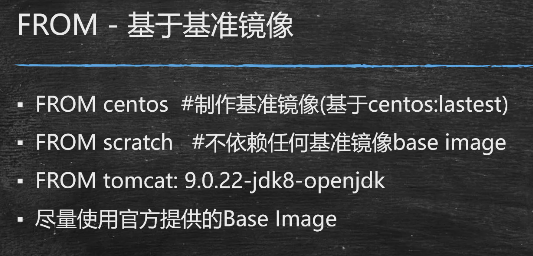 FROM - 基于基准镜像
▪ FROM centos #制作基准镜像(基于centos:lastest)
▪ FROM scratch #不依赖任何基准镜像base image
▪ FROM tomcat: 9.0.22-jdk8-openjdk
▪ 尽量使用官方提供的Base Image